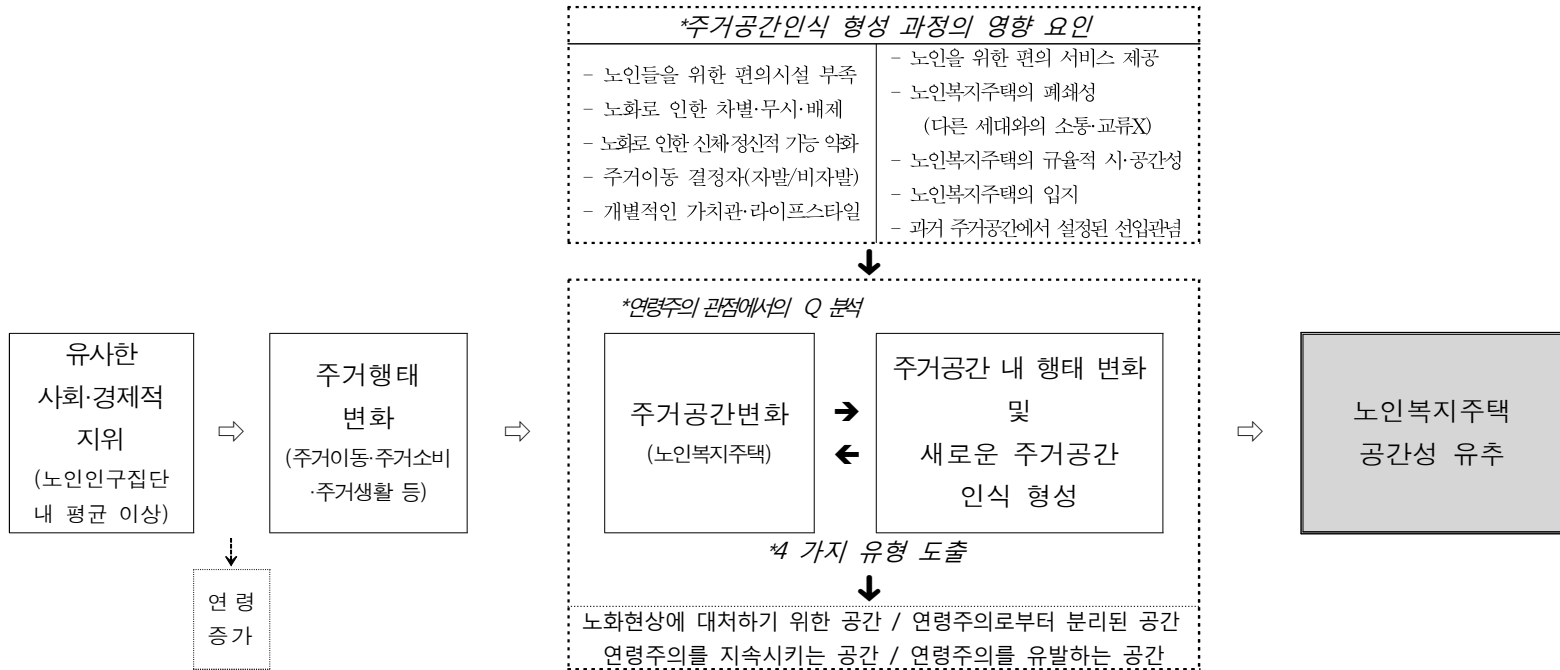 *주거공간인식 형성 과정의 영향 요인
- 노인들을 위한 편의시설 부족
- 노화로 인한 차별·무시·배제
- 노화로 인한 신체·정신적 기능 약화
- 주거이동 결정자(자발/비자발)
- 개별적인 가치관·라이프스타일
- 노인을 위한 편의 서비스 제공
- 노인복지주택의 폐쇄성
(다른 세대와의 소통·교류X)
- 노인복지주택의 규율적 시·공간성
- 노인복지주택의 입지
- 과거 주거공간에서 설정된 선입관념
유사한
사회·경제적
지위
(노인인구집단
내 평균 이상)
연령
증가
주거행태
변화
(주거이동·주거소비
·주거생활 등)
*연령주의 관점에서의 Q 분석
주거공간변화
(노인복지주택)
주거공간 내 행태 변화
및
새로운 주거공간
인식 형성
*4 가지 유형 도출
노화현상에 대처하기 위한 공간 / 연령주의로부터 분리된 공간
연령주의를 지속시키는 공간 / 연령주의를 유발하는 공간
노인복지주택
공간성 유추